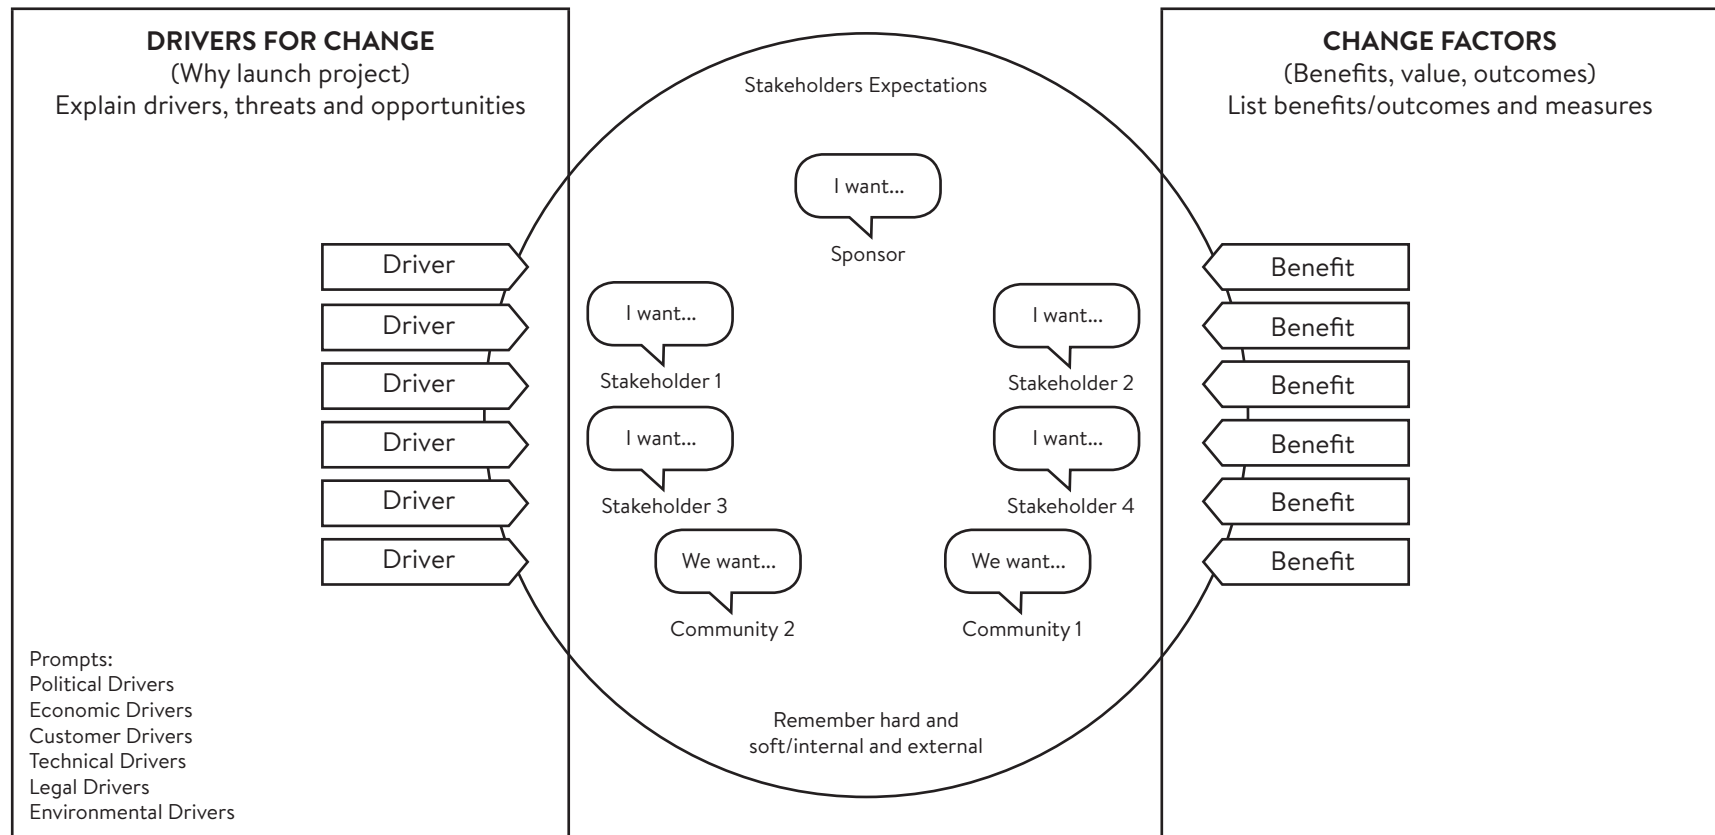 DRIVERS FOR CHANGE
(Why launch project)
Explain drivers, threats and opportunities
Driver
Driver
Driver
Driver
Driver
Driver
Prompts:
Political Drivers
Economic Drivers
Customer Drivers
Technical Drivers
Legal Drivers
Environmental Drivers
Stakeholders Expectations
I want...
Sponsor
I want...
Stakeholder 1
I want...
Stakeholder 2
I want...
Stakeholder 3
I want...
Stakeholder 4
We want...
Community 2
We want...
Community 1
Remember hard and
soft/internal and external
CHANGE FACTORS
(Benefits, value, outcomes)
List benefits/outcomes and measures
Benefit
Benefit
Benefit
Benefit
Benefit
Benefit